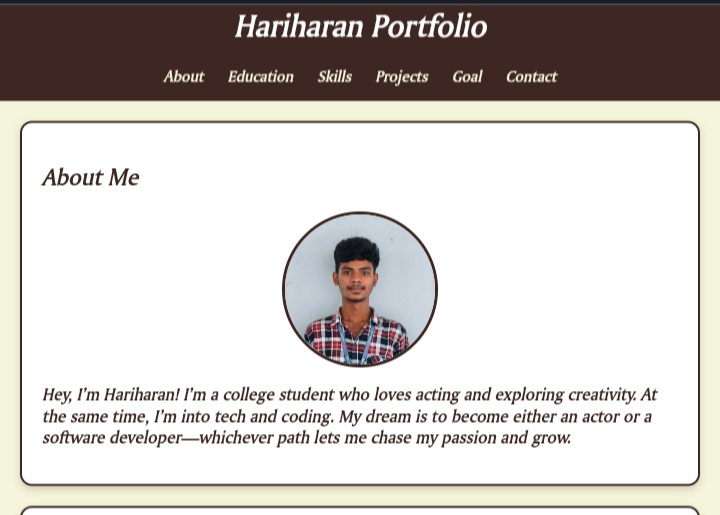 Hariharan Portfolio
About Education Skills Projects Goal Contact
About Me
Hey, I'm Hariharan! I'm a college student who loves acting and exploring creativity. At
the same time, I'm into tech and coding. My dream is to become either an actor or a
software developer—whichever path lets me chase my passion and grow.